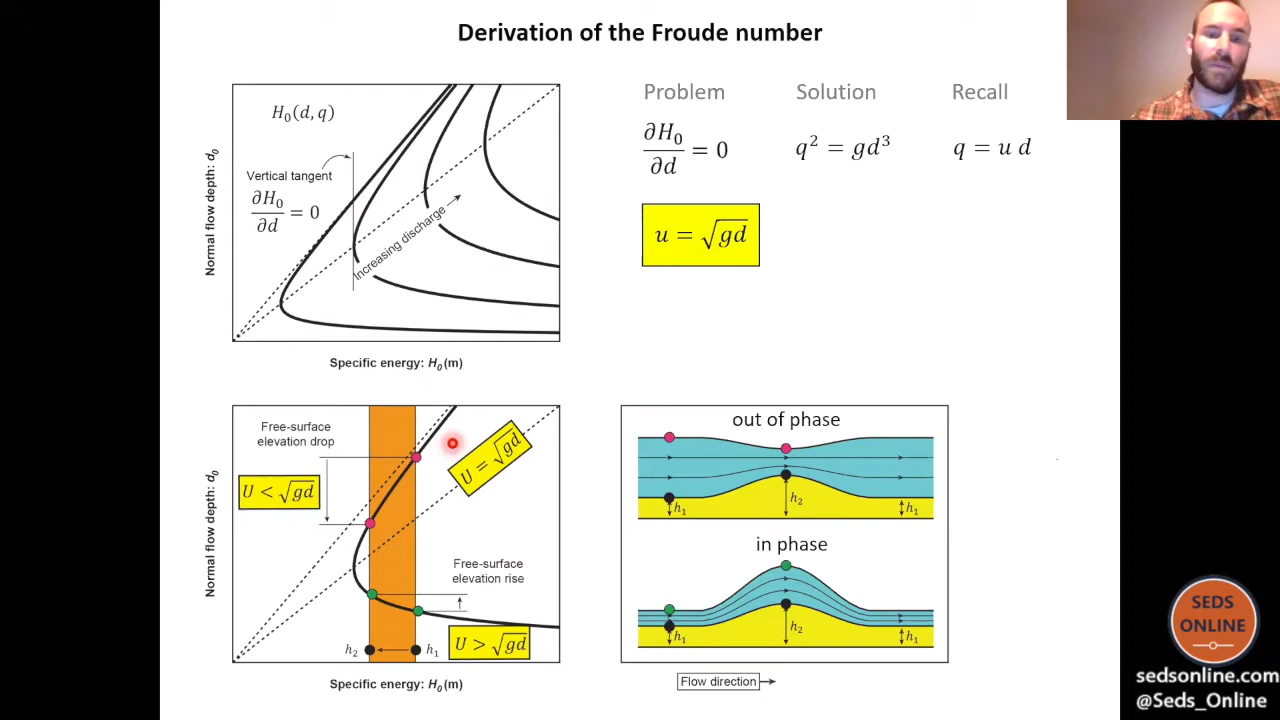 Derivation of the Froude number
H₀(d, q)
Vertical tangent
∂H₀/∂d = 0
Increasing discharge
Normal flow depth: d₀
Specific energy: H₀ (m)
Problem
Solution
Recall
∂H₀/∂d = 0
q² = gd³
q = u d
u = √gd
Free-surface
elevation drop
U < √gd
U = √gd
Free-surface
elevation rise
U > √gd
h₂
h₁
Normal flow depth: d₀
Specific energy: H₀ (m)
out of phase
h₁
h₂
h₁
in phase
h₁
h₂
h₁
Flow direction
SEDS
ONLINE
sedsonline.com
@Seds_Online